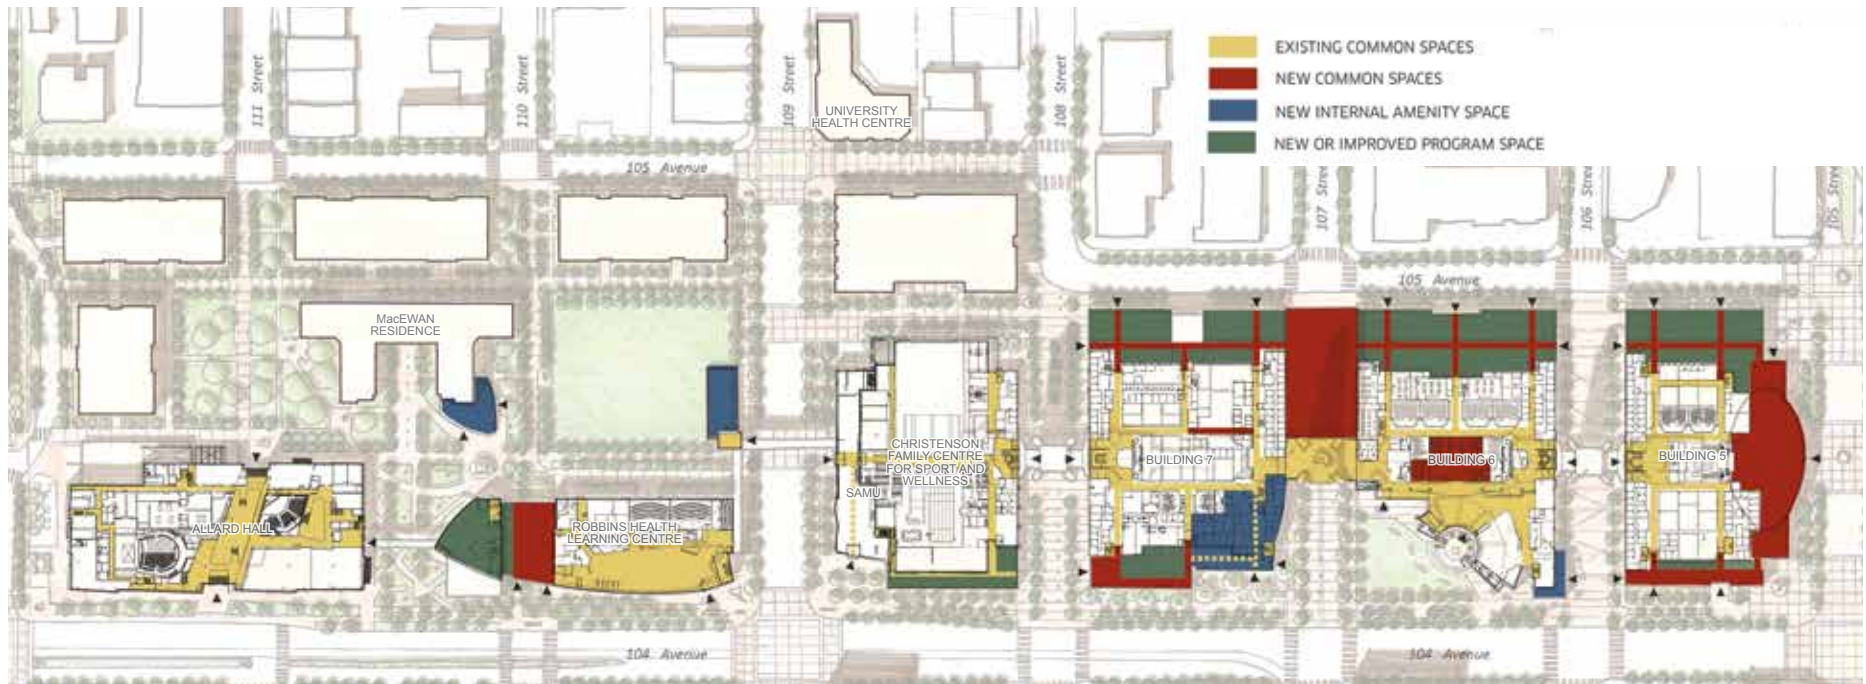 EXISTING COMMON SPACES
NEW COMMON SPACES
NEW INTERNAL AMENITY SPACE
NEW OR IMPROVED PROGRAM SPACE
111 Street
110 Street
109 Street
108 Street
107 Stree
106 Stree
105 Stree
UNIVERSITY
HEALTH CENTRE
105 Avenue
105 Avenue
MacEWAN
RESIDENCE
CHRISTENSON
FAMILY CENTRE
FOR SPORT AND
WELLNESS
SAMU
BUILDING 7
BUILDING 6
BUILDING 5
ALLARD HALL
ROBBINS HEALTH
LEARNING CENTRE
104 Avenue
104 Avenue